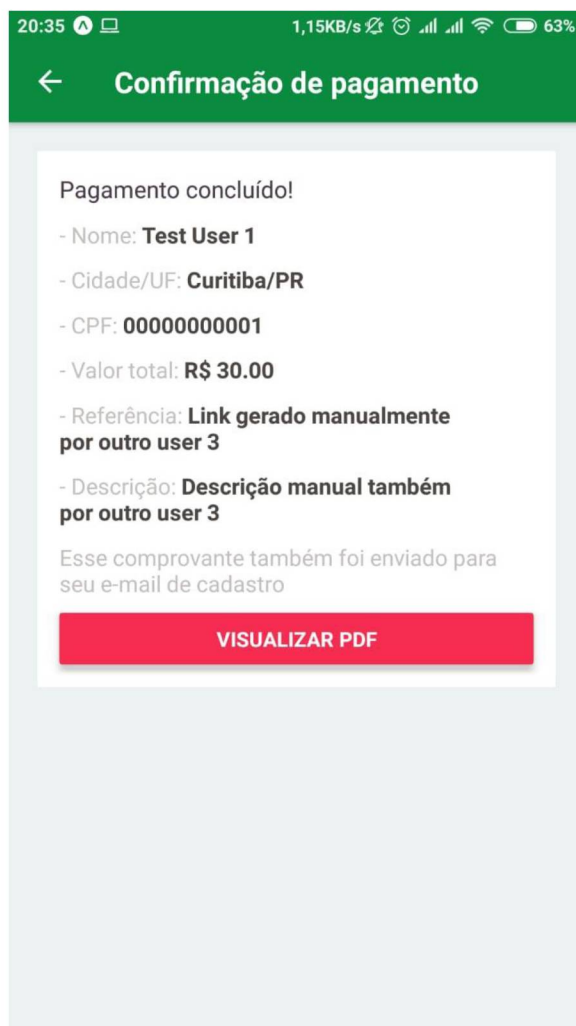 20:35 1,15KB/s 63%
Confirmação de pagamento
Pagamento concluído!
- Nome: Test User 1
- Cidade/UF: Curitiba/PR
- CPF: 00000000001
- Valor total: R$ 30.00
- Referência: Link gerado manualmente
por outro user 3
- Descrição: Descrição manual também
por outro user 3
Esse comprovante também foi enviado para
seu e-mail de cadastro
VISUALIZAR PDF